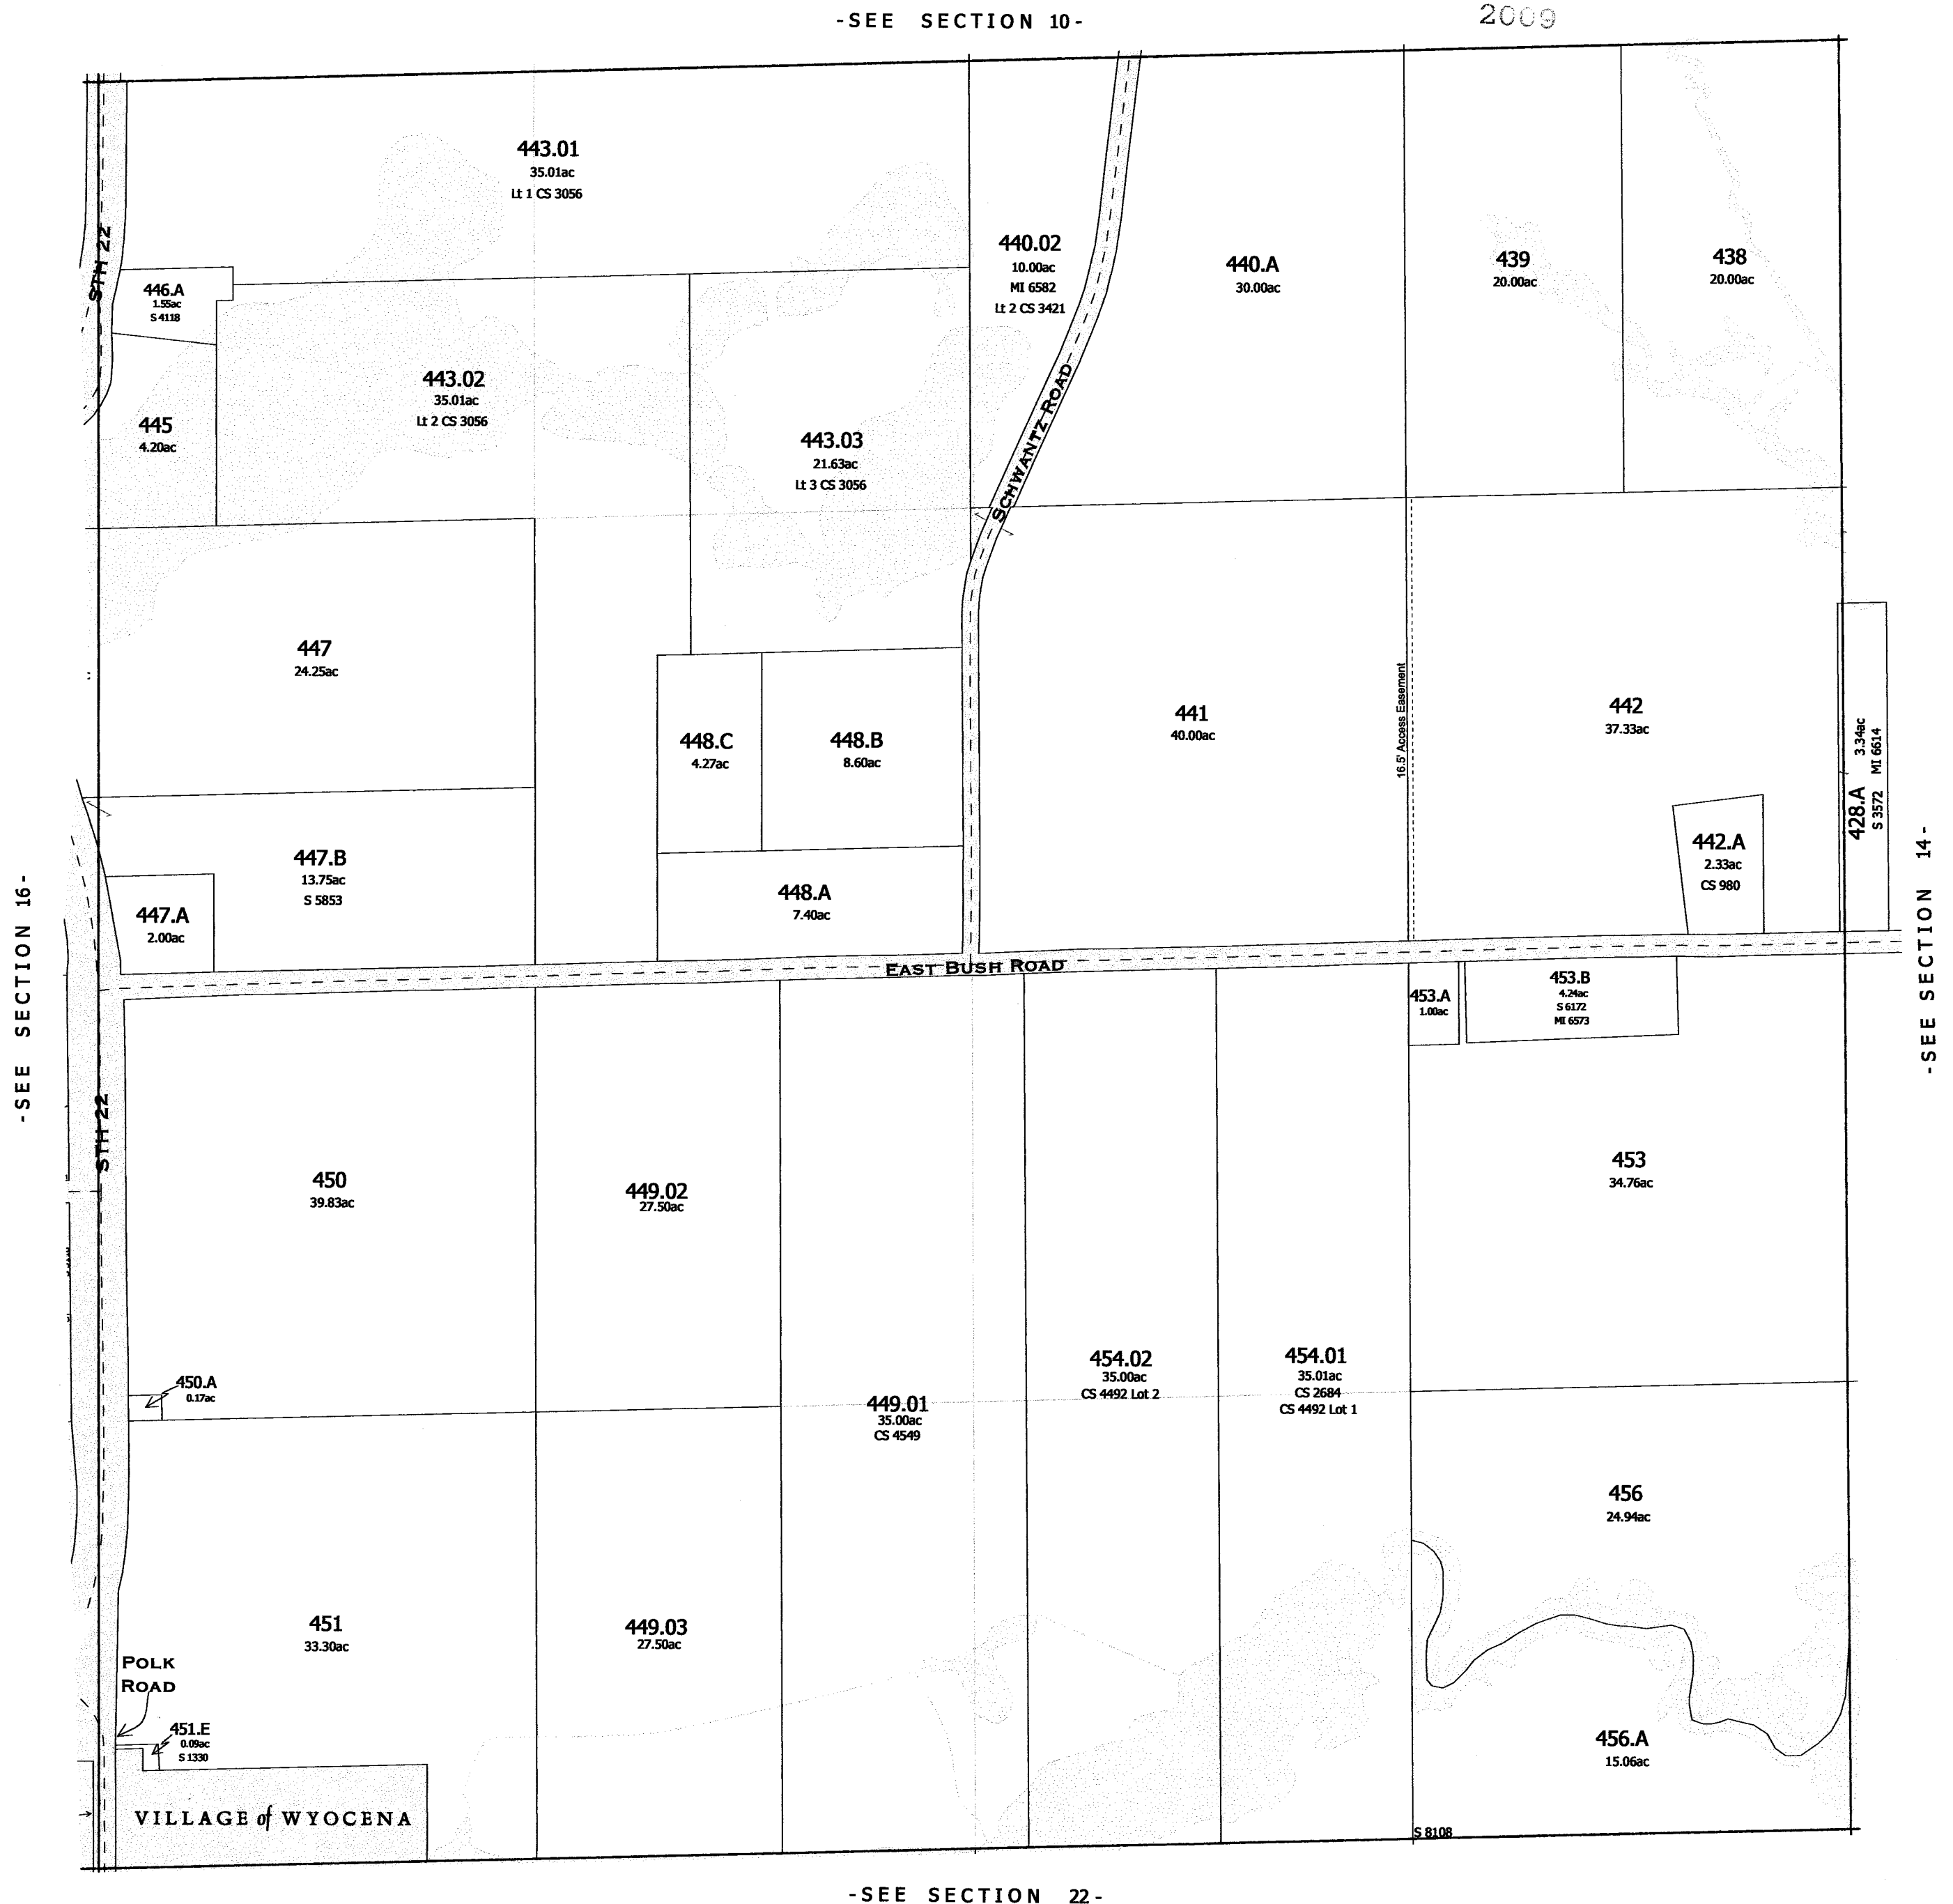 -SEE SECTION 10-
2009
443.01
35.01ac
Lt 1 CS 3056
STH 22
446.A
1.55ac
S 4118
440.02
10.00ac
MI 6582
Lt 2 CS 3421
440.A
30.00ac
439
20.00ac
438
20.00ac
443.02
35.01ac
Lt 2 CS 3056
445
4.20ac
443.03
21.63ac
Lt 3 CS 3056
SCHWANTZ ROAD
447
24.25ac
448.C
4.27ac
448.B
8.60ac
441
40.00ac
16.5' Access Easement
442
37.33ac
428.A 3.34ac
S 3572 MI 6614
442.A
2.33ac
CS 980
447.B
13.75ac
S 5853
447.A
2.00ac
448.A
7.40ac
-SEE SECTION 16-
-SEE SECTION 14-
EAST BUSH ROAD
453.A
1.00ac
453.B
4.24ac
S 6172
MI 6573
STH 22
450
39.83ac
449.02
27.50ac
453
34.76ac
450.A
0.17ac
449.01
35.00ac
CS 4549
454.02
35.00ac
CS 4492 Lot 2
454.01
35.01ac
CS 2684
CS 4492 Lot 1
456
24.94ac
451
33.30ac
449.03
27.50ac
POLK
ROAD
451.E
0.09ac
S 1330
456.A
15.06ac
VILLAGE of WYOCENA
S 8108
-SEE SECTION 22-